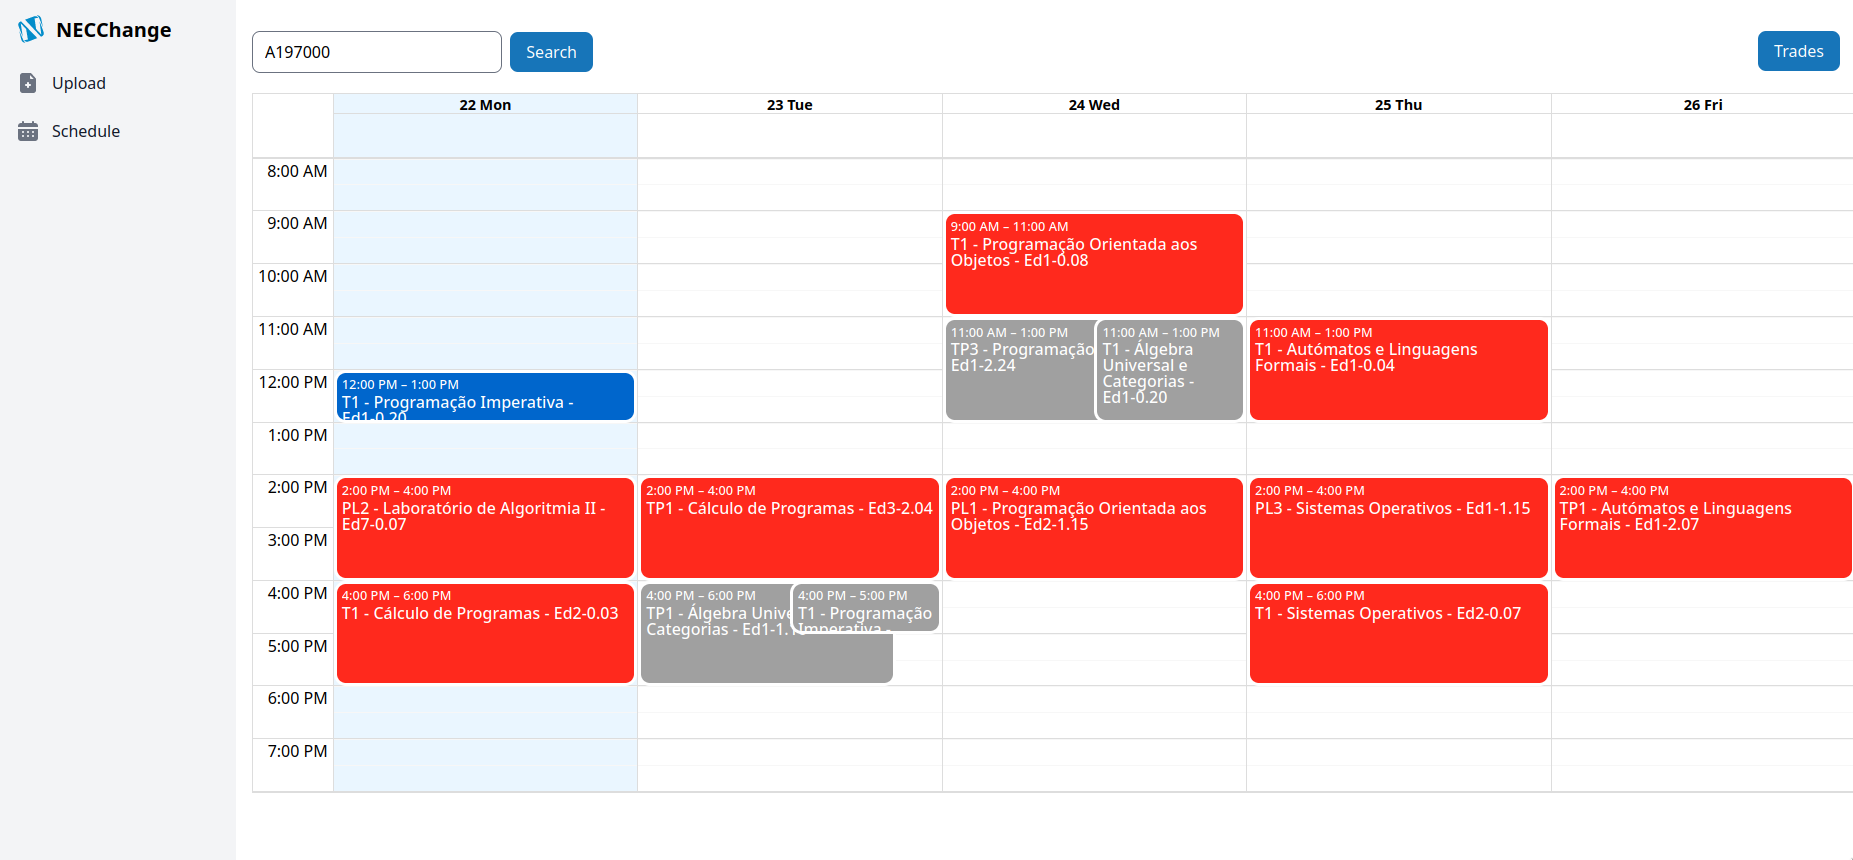 NECChange
Upload
Schedule
A197000
Search
Trades
22 Mon
23 Tue
24 Wed
25 Thu
26 Fri
8:00 AM
9:00 AM
10:00 AM
11:00 AM
12:00 PM
1:00 PM
2:00 PM
3:00 PM
4:00 PM
5:00 PM
6:00 PM
7:00 PM
12:00 PM – 1:00 PM
T1 - Programação Imperativa -
Ed1-0.20
2:00 PM – 4:00 PM
PL2 - Laboratório de Algoritmia II -
Ed7-0.07
4:00 PM – 6:00 PM
T1 - Cálculo de Programas - Ed2-0.03
2:00 PM – 4:00 PM
TP1 - Cálculo de Programas - Ed3-2.04
4:00 PM – 6:00 PM
TP1 - Álgebra Unive
Categorias - Ed1-1.
4:00 PM – 5:00 PM
T1 - Programação
Imperativa -
9:00 AM – 11:00 AM
T1 - Programação Orientada aos
Objetos - Ed1-0.08
11:00 AM – 1:00 PM
TP3 - Programação
Ed1-2.24
11:00 AM – 1:00 PM
T1 - Álgebra
Universal e
Categorias -
Ed1-0.20
2:00 PM – 4:00 PM
PL1 - Programação Orientada aos
Objetos - Ed2-1.15
11:00 AM – 1:00 PM
T1 - Autómatos e Linguagens
Formais - Ed1-0.04
2:00 PM – 4:00 PM
PL3 - Sistemas Operativos - Ed1-1.15
4:00 PM – 6:00 PM
T1 - Sistemas Operativos - Ed2-0.07
2:00 PM – 4:00 PM
TP1 - Autómatos e Linguagens
Formais - Ed1-2.07